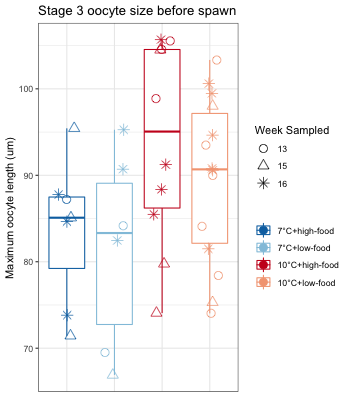 Stage 3 oocyte size before spawn
Maximum oocyte length (um)
100
90
80
70
Week Sampled
13
15
16
7°C+high-food
7°C+low-food
10°C+high-food
10°C+low-food